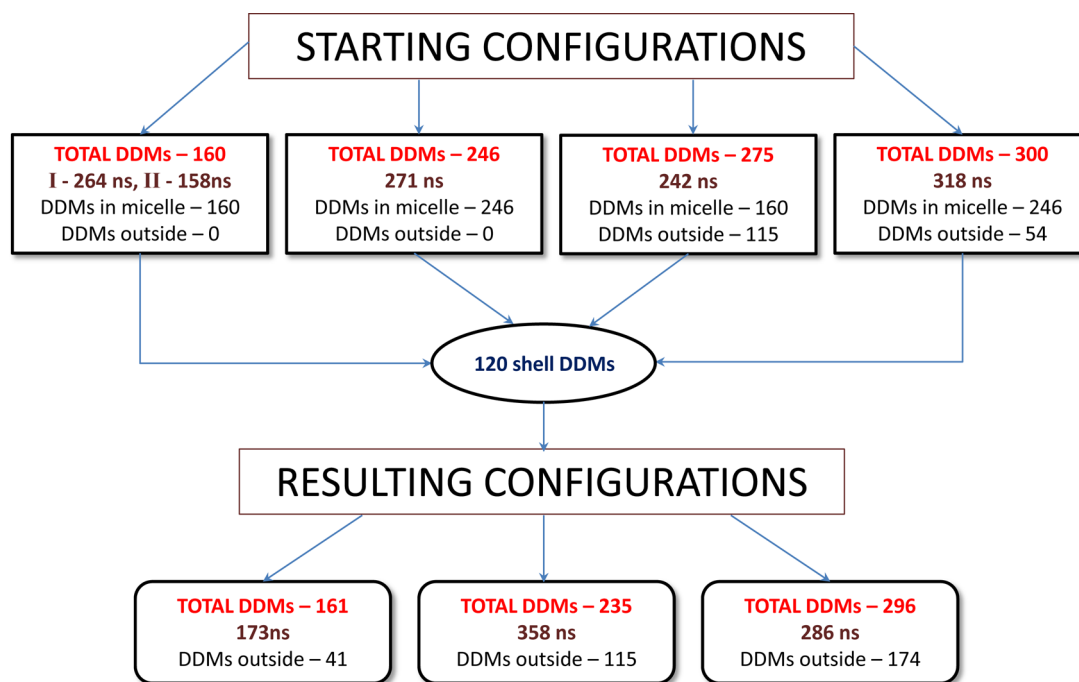 STARTING CONFIGURATIONS
TOTAL DDMs – 160
I - 264 ns, II - 158ns
DDMs in micelle – 160
DDMs outside – 0
TOTAL DDMs – 246
271 ns
DDMs in micelle – 246
DDMs outside – 0
TOTAL DDMs – 275
242 ns
DDMs in micelle – 160
DDMs outside – 115
TOTAL DDMs – 300
318 ns
DDMs in micelle – 246
DDMs outside – 54
120 shell DDMs
RESULTING CONFIGURATIONS
TOTAL DDMs – 161
173ns
DDMs outside – 41
TOTAL DDMs – 235
358 ns
DDMs outside – 115
TOTAL DDMs – 296
286 ns
DDMs outside – 174